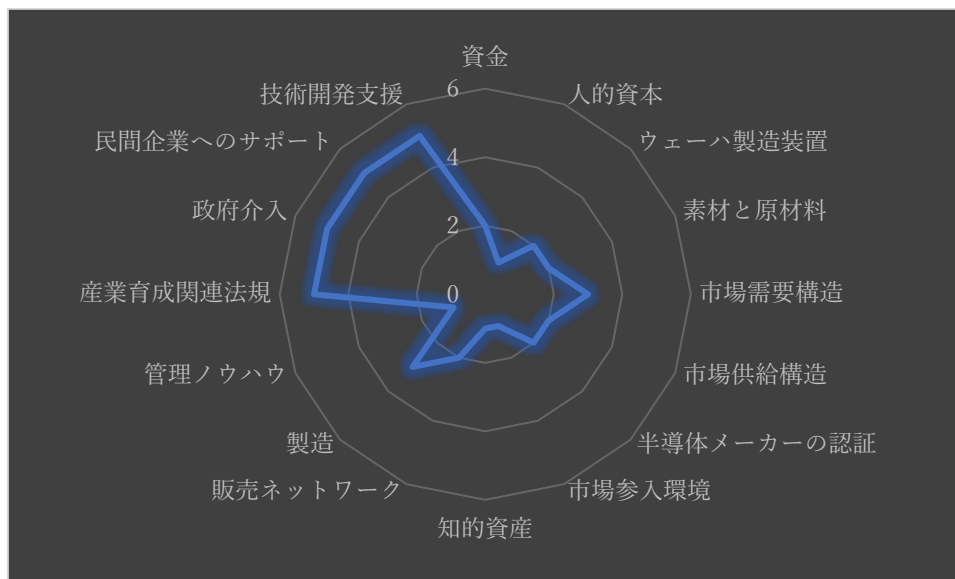 資金
人的資本
ウェーハ製造装置
素材と原材料
市場需要構造
市場供給構造
半導体メーカーの認証
市場参入環境
知的資産
販売ネットワーク
製造
管理ノウハウ
産業育成関連法規
政府介入
民間企業へのサポート
技術開発支援
6
4
2
0